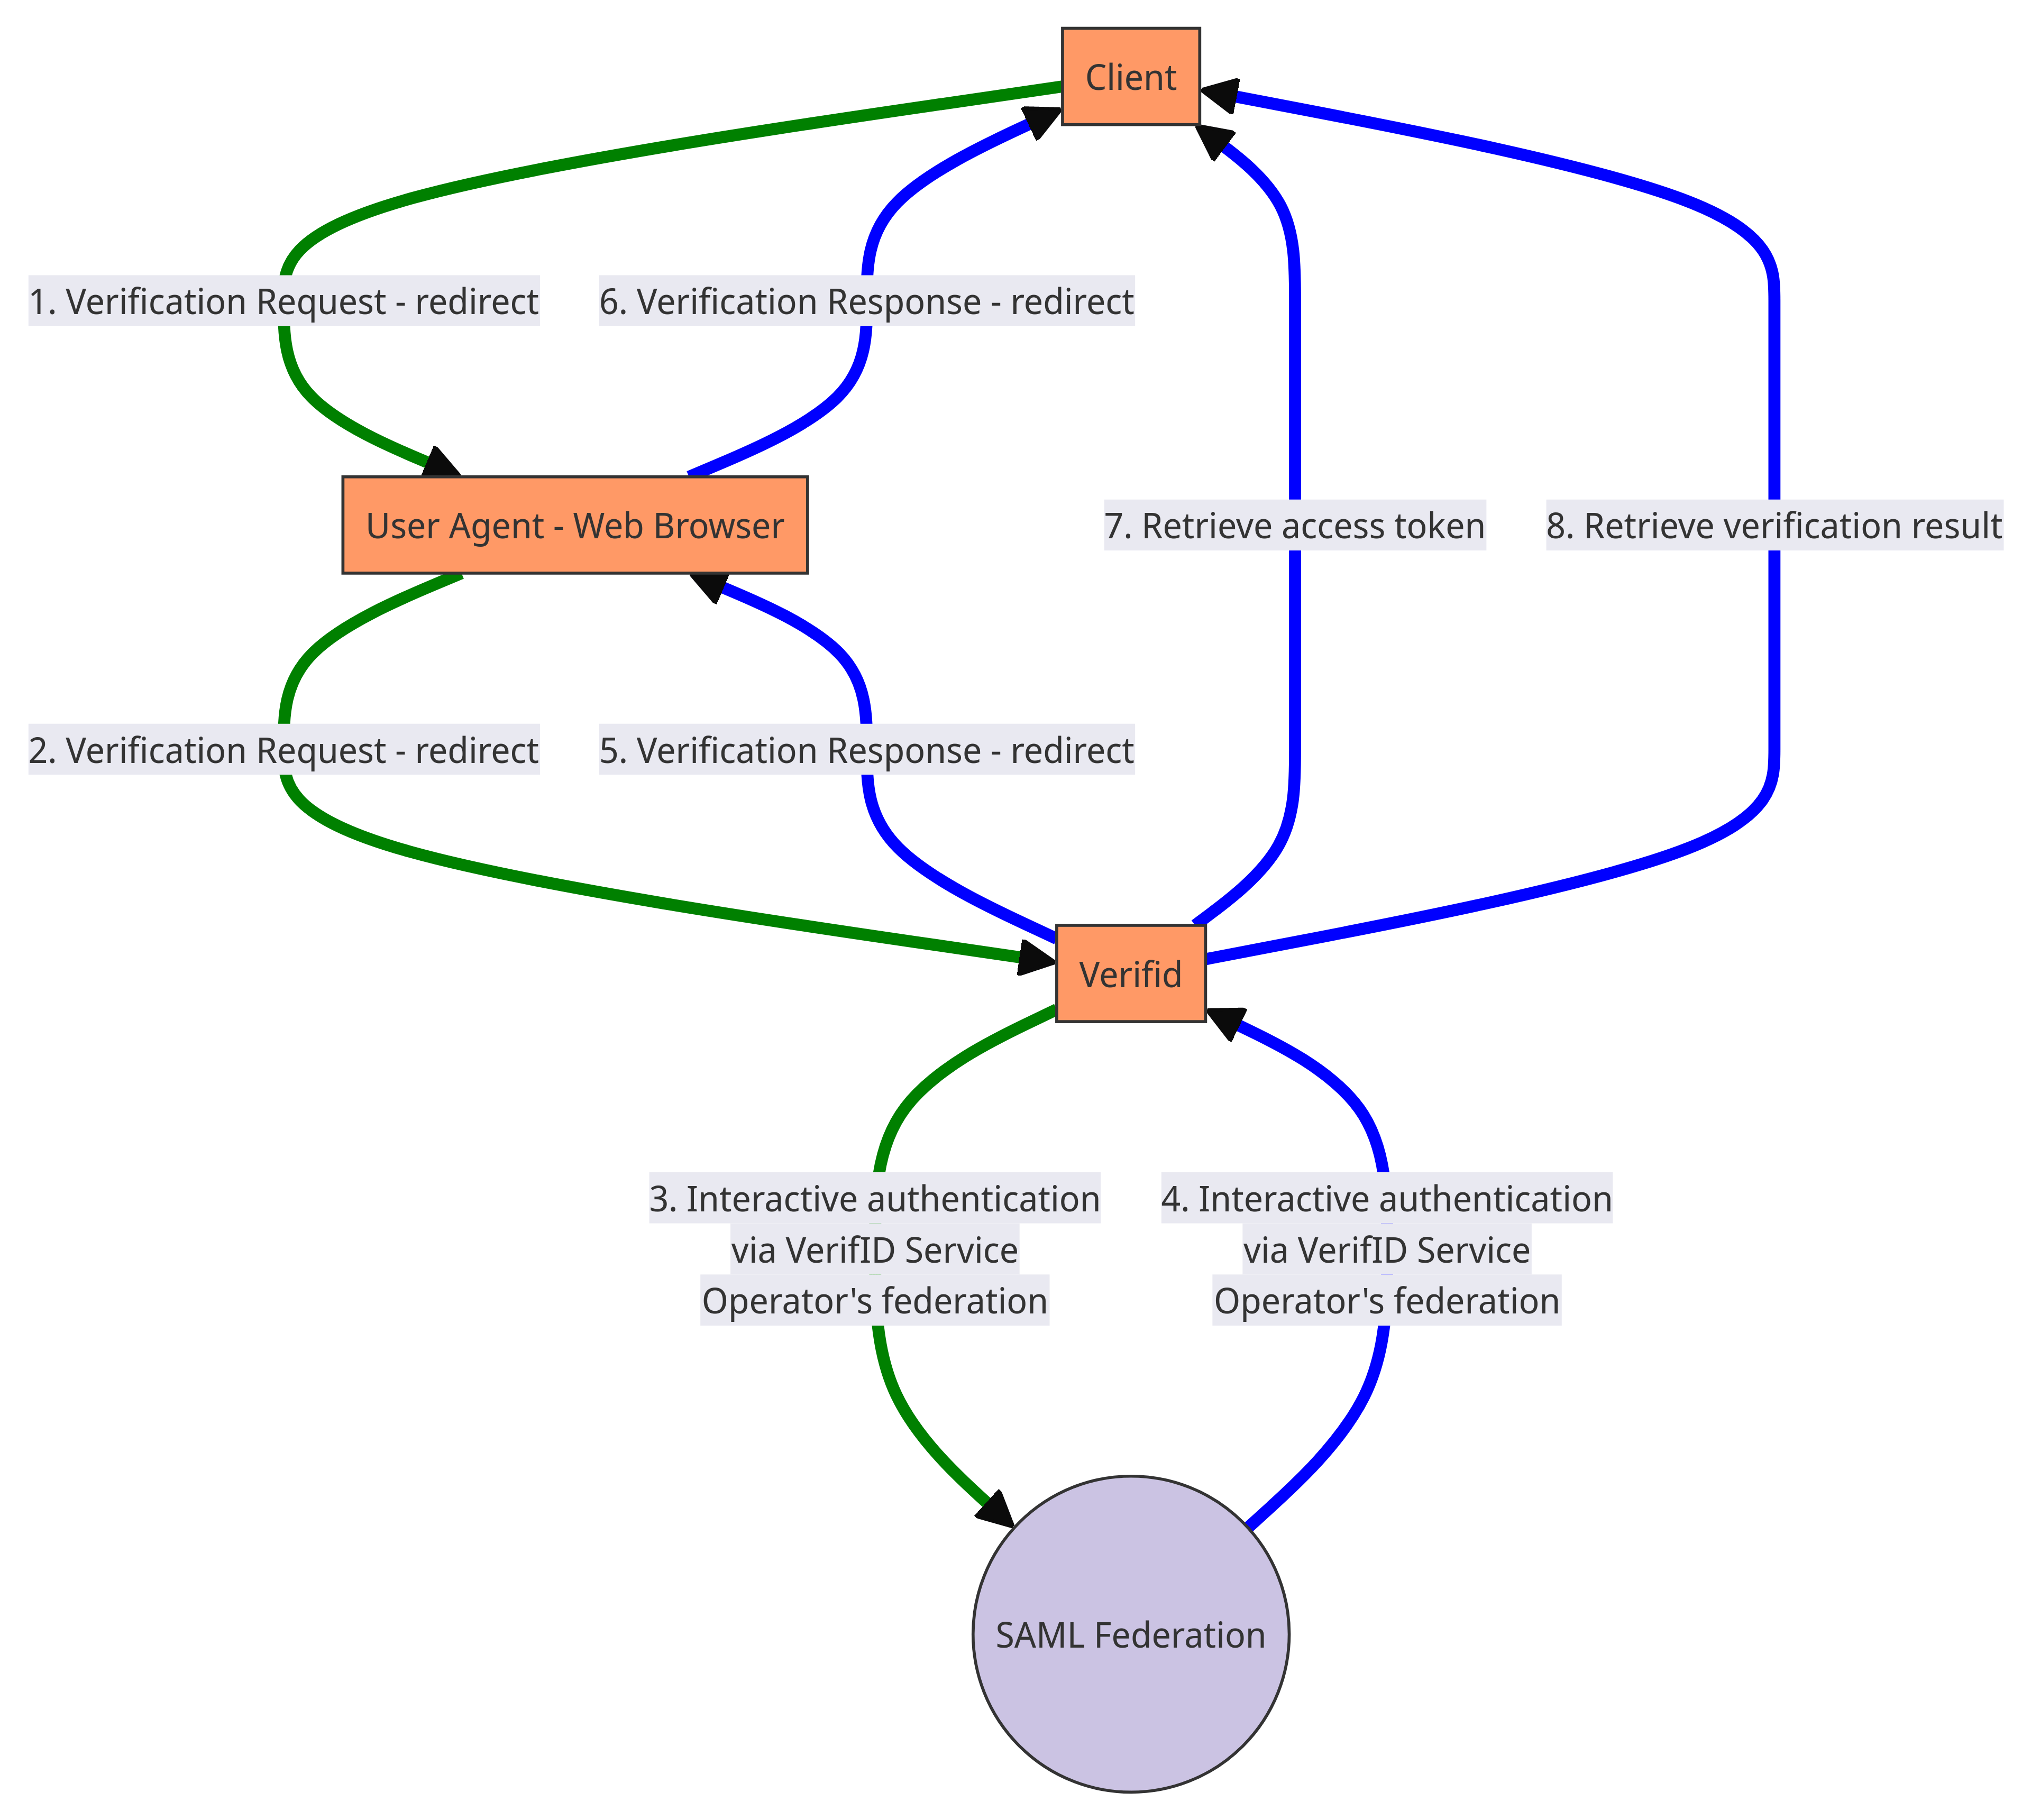 Client
1. Verification Request - redirect
6. Verification Response - redirect
User Agent - Web Browser
7. Retrieve access token
8. Retrieve verification result
2. Verification Request - redirect
5. Verification Response - redirect
Verifid
3. Interactive authentication
via VerifID Service
Operator's federation
4. Interactive authentication
via VerifID Service
Operator's federation
SAML Federation